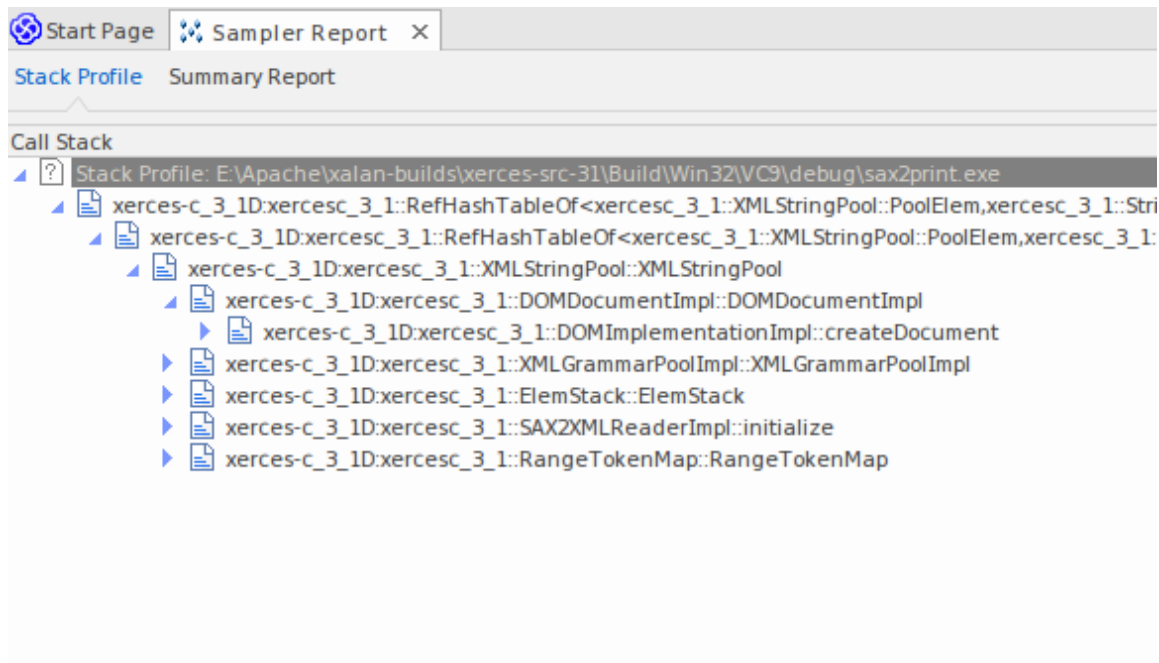 Start Page Sampler Report ×
Stack Profile Summary Report
Call Stack
Stack Profile: E:\Apache\xalan-builds\xerces-src-31\Build\Win32\VC9\debug\sax2print.exe
xerces-c_3_1D:xercesc_3_1::RefHashTableOf<xercesc_3_1::XMLStringPool::PoolElem,xercesc_3_1::Stri
xerces-c_3_1D:xercesc_3_1::RefHashTableOf<xercesc_3_1::XMLStringPool::PoolElem,xercesc_3_1:
xerces-c_3_1D:xercesc_3_1::XMLStringPool::XMLStringPool
xerces-c_3_1D:xercesc_3_1::DOMDocumentImpl::DOMDocumentImpl
xerces-c_3_1D:xercesc_3_1::DOMImplementationImpl::createDocument
xerces-c_3_1D:xercesc_3_1::XMLGrammarPoolImpl::XMLGrammarPoolImpl
xerces-c_3_1D:xercesc_3_1::ElemStack::ElemStack
xerces-c_3_1D:xercesc_3_1::SAX2XMLReaderImpl::initialize
xerces-c_3_1D:xercesc_3_1::RangeTokenMap::RangeTokenMap